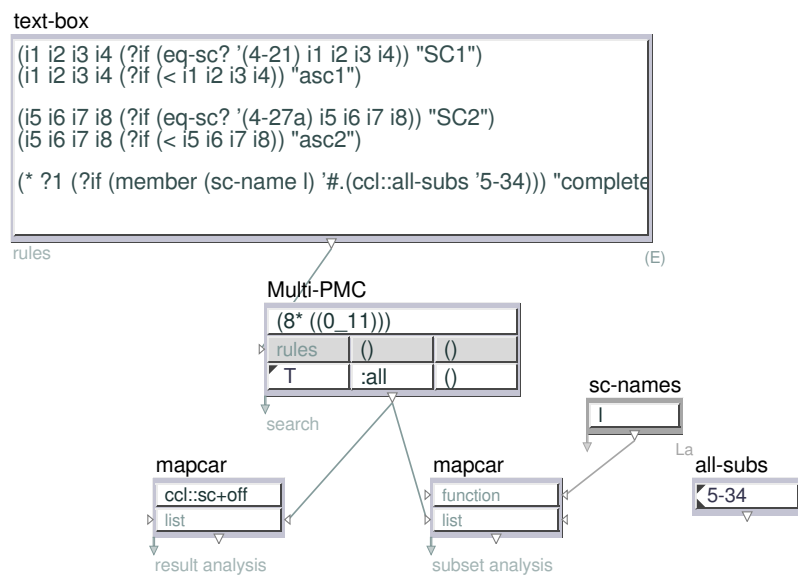 text-box
(i1 i2 i3 i4 (?if (eq-sc? '(4-21) i1 i2 i3 i4)) "SC1")
(i1 i2 i3 i4 (?if (< i1 i2 i3 i4)) "asc1")
(i5 i6 i7 i8 (?if (eq-sc? '(4-27a) i5 i6 i7 i8)) "SC2")
(i5 i6 i7 i8 (?if (< i5 i6 i7 i8)) "asc2")
(* ?1 (?if (member (sc-name l) '#.(ccl::all-subs '5-34))) "complete
rules
(E)
Multi-PMC
(8* ((0_11)))
rules () ()
T :all ()
search
sc-names
l
La
mapcar
ccl::sc+off
list
result analysis
mapcar
function
list
subset analysis
all-subs
5-34